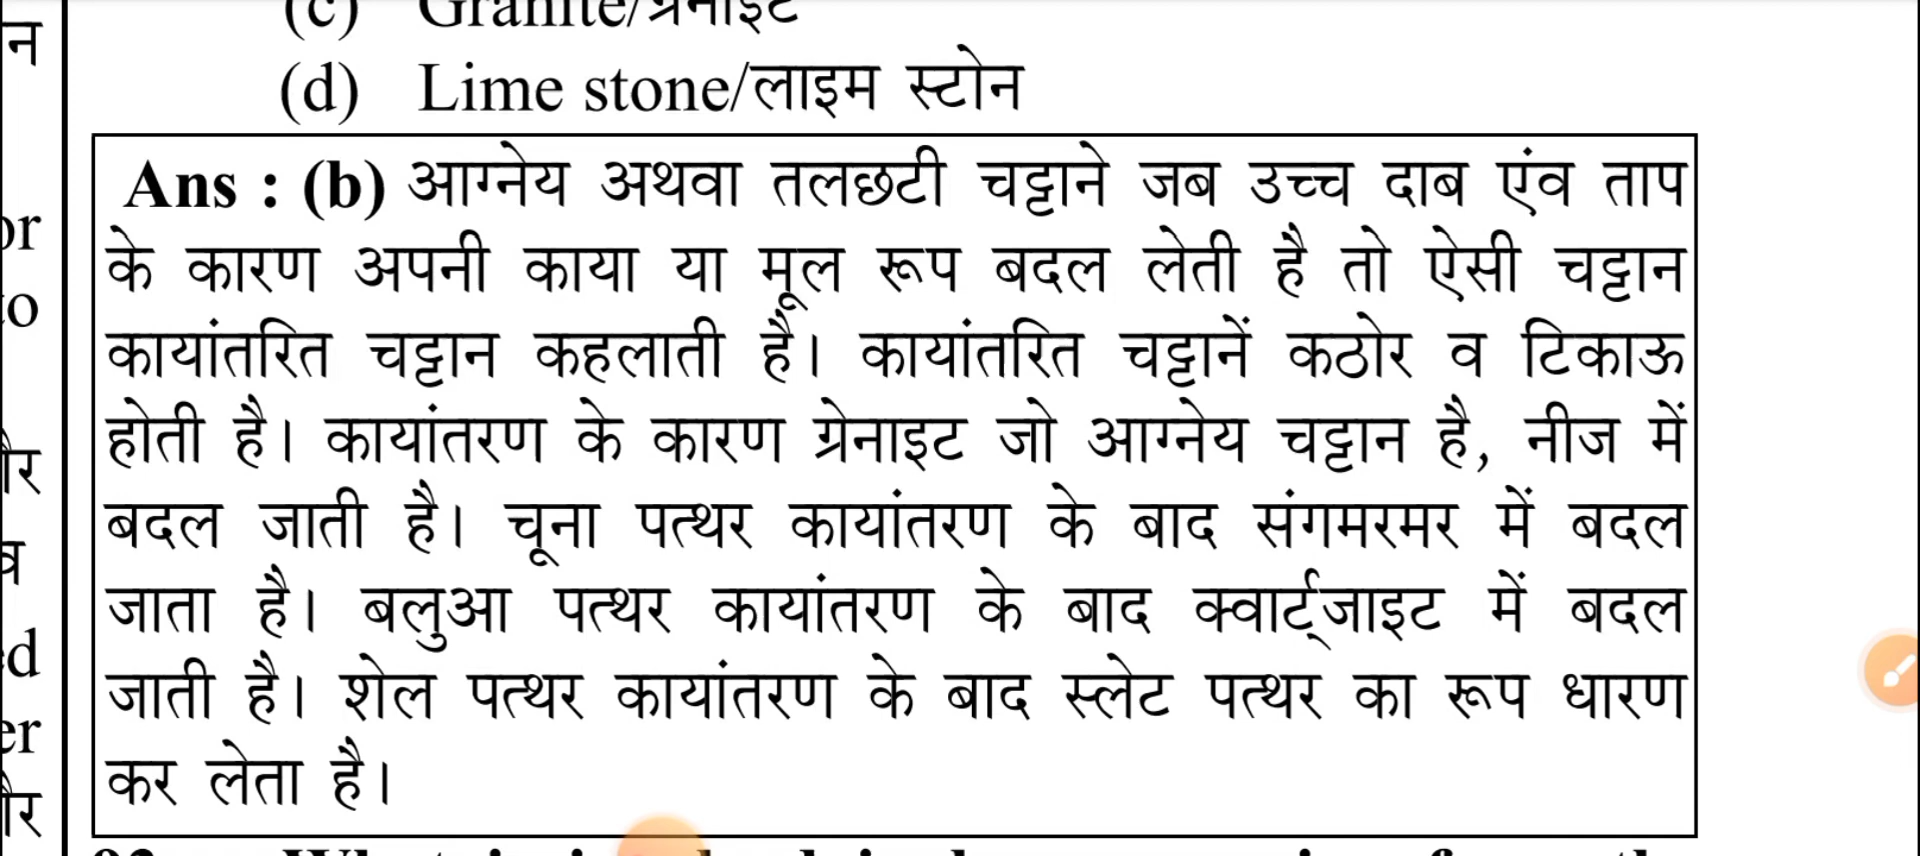 न
(c) Granite/ग्रेनाइट
(d) Lime stone/लाइम स्टोन
Ans : (b) आग्नेय अथवा तलछटी चट्टाने जब उच्च दाब एंव ताप
के कारण अपनी काया या मूल रूप बदल लेती है तो ऐसी चट्टान
कायांतरित चट्टान कहलाती हैं। कायांतरित चट्टानें कठोर व टिकाऊ
होती है। कायांतरण के कारण ग्रेनाइट जो आग्नेय चट्टान है, नीज में
बदल जाती है। चूना पत्थर कायांतरण के बाद संगमरमर में बदल
जाता है। बलुआ पत्थर कायांतरण के बाद क्वार्ट्जाइट में बदल
जाती है। शेल पत्थर कायांतरण के बाद स्लेट पत्थर का रूप धारण
कर लेता है।